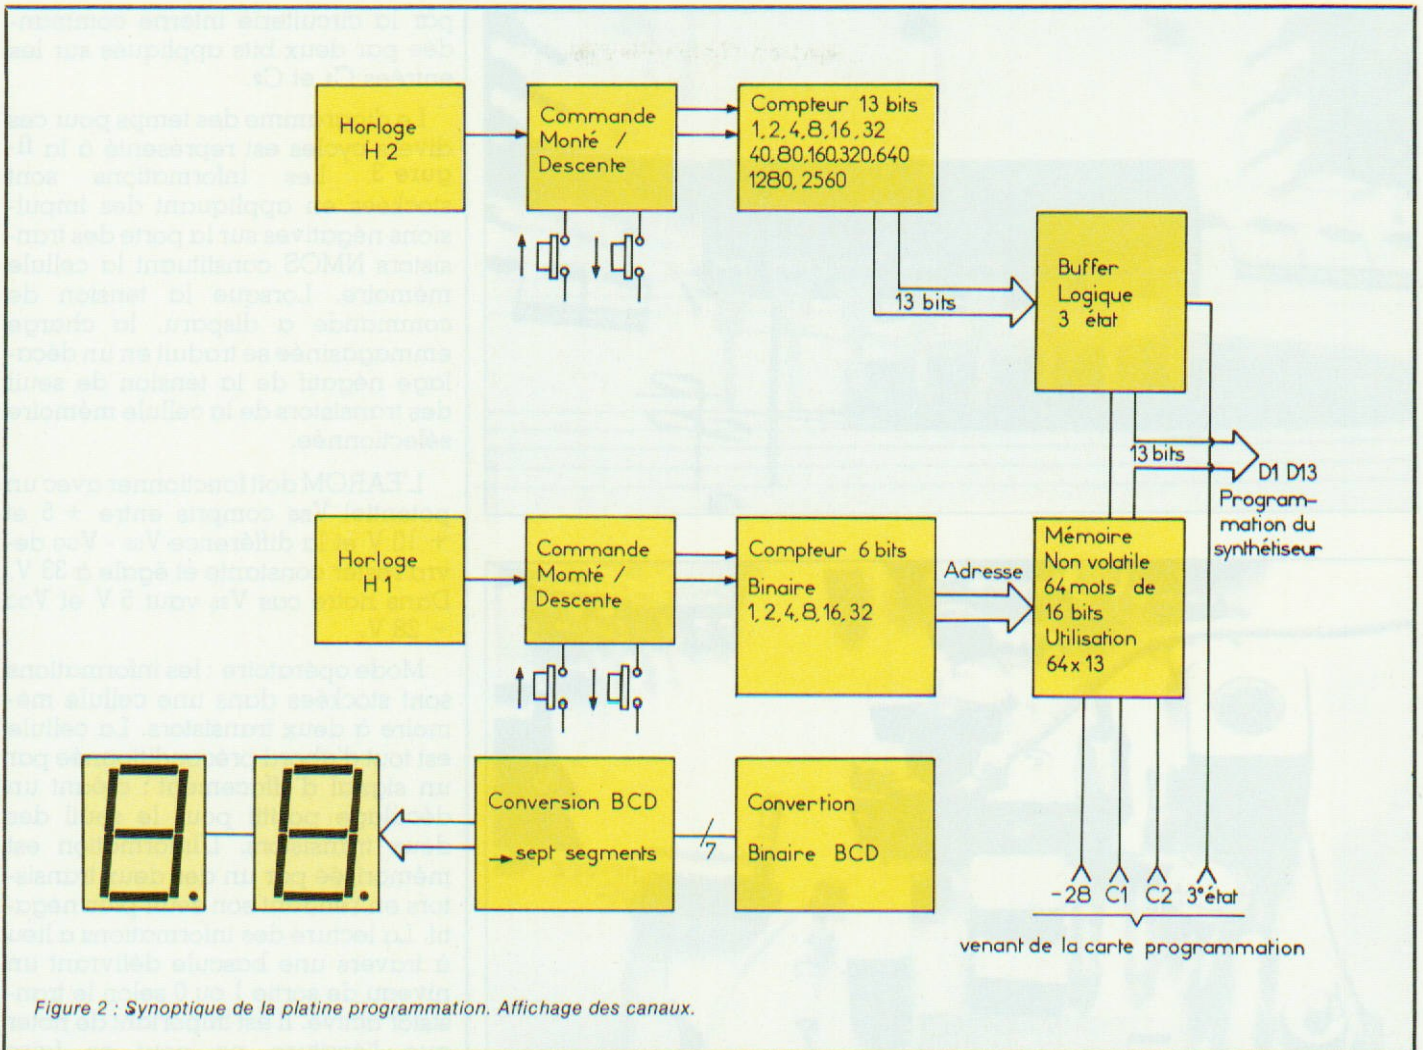 Horloge
H 2
Commande
Monté /
Descente
Compteur 13 bits
1,2,4,8,16,32
40,80.160,320,640
1280, 2560
13 bits
Buffer
Logique
3 état
13 bits
D1 D13
Program-
mation du
synthétiseur
Horloge
H 1
Commande
Momté /
Descente
Compteur 6 bits
Binaire
1,2,4,8,16,32
Adresse
Mémoire
Non volatile
64 mots de
16 bits
Utilisation
64 x 13
8.
8.
Conversion BCD
→ sept segments
7
Convertion
Binaire BCD
-28 C1 C2 3°état
venant de la carte programmation
Figure 2 : Synoptique de la platine programmation. Affichage des canaux.